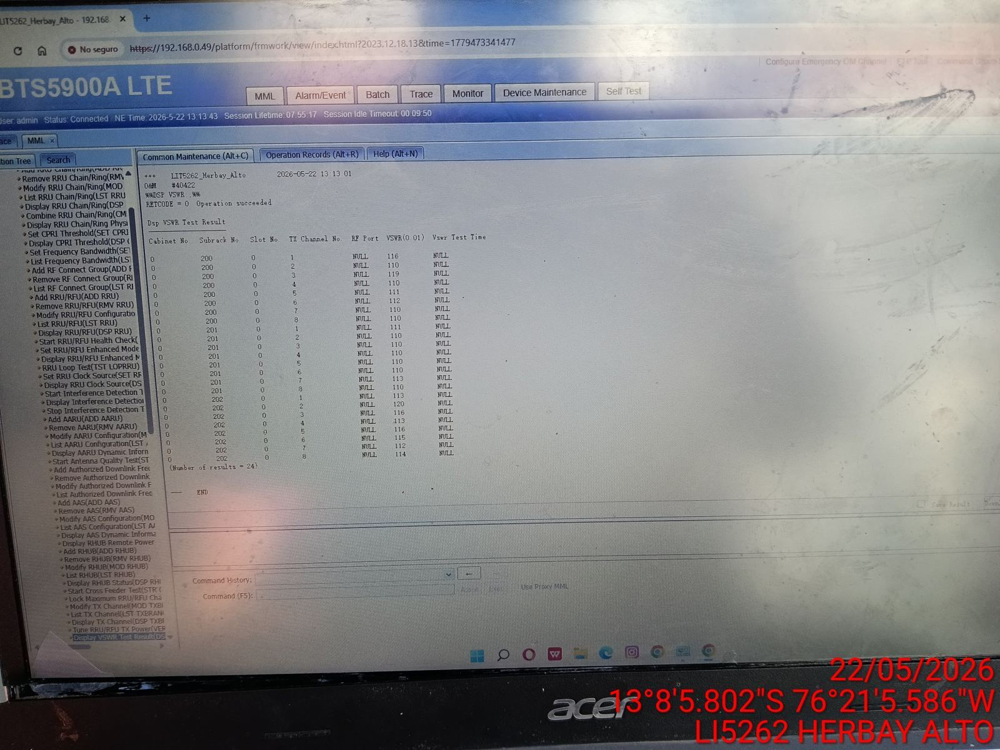 LIT5262_Herbay_Alto - 192.168
No seguro https://192.168.0.49/platform/frmwork/view/index.html?2023.12.18.13&time=1779473341477
Configure Emergency OM Channel FTP Tool Command Group
BTS5900A LTE
MML Alarm/Event Batch Trace Monitor Device Maintenance Self Test
User: admin Status: Connected NE Time: 2026-5-22 13:13:43 Session Lifetime: 07:55:17 Session Idle Timeout: 00:09:50
MML
Search
Common Maintenance (Alt+C) Operation Records (Alt+R) Help (Alt+N)
Remove RRU Chain/Ring(RMV
Modify RRU Chain/Ring(MOD
List RRU Chain/Ring(LST RRU
Display RRU Chain/Ring(DSP
Combine RRU Chain/Ring(CM
Display RRU Chain/Ring Physi
Set CPRI Threshold(SET CPRI
Display CPRI Threshold(DSP
Set Frequency Bandwidth(SE
List Frequency Bandwidth(LS
Add RF Connect Group(ADD
Remove RF Connect Group(
List RF Connect Group(LST
Add RRU/RFU(ADD RRU)
Remove RRU/RFU(RMV RRU)
Modify RRU/RFU Configuratio
List RRU/RFU(LST RRU)
Display RRU/RFU(DSP RRU)
Start RRU/RFU Health Check(
Set RRU/RFU Enhanced Mode
Display RRU/RFU Enhanced
RRU Loop Test(TST LOPRRU)
Set RRU Clock Source(SET
Display RRU Clock Source(DS
Start Interference Detection
Display Interference Detection
Stop Interference Detection
Add AARU(ADD AARU)
Remove AARU(RMV AARU)
Modify AARU Configuration(M
List AARU Configuration(LST
Display AARU Dynamic Inform
Start Antenna Quality Test(ST
Add Authorized Downlink Fre
Remove Authorized Downlink
Modify Authorized Downlink F
List Authorized Downlink Freq
Add AAS(ADD AAS)
Remove AAS(RMV AAS)
Modify AAS Configuration(MO
List AAS Configuration(LST
Display AAS Dynamic Informa
Display RHUB Remote Power
Add RHUB(ADD RHUB)
Remove RHUB(RMV RHUB)
Modify RHUB(MOD RHUB)
List RHUB(LST RHUB)
Display RHUB Status(DSP RH
Start Cross Feeder Test(STR
Lock Maximum RRU/RFU Cha
Modify TX Channel(MOD TXB
List TX Channel(LST TXBRAN
Display TX Channel(DSP TXB
Tune RRU/RFU TX Power(VER
Display VSWR Test Result(DS
+++ LIT5262_Herbay_Alto 2026-05-22 13:13:01
O&M #40422
%%DSP VSWR:;%%
RETCODE = 0 Operation succeeded
Dsp VSWR Test Result
Cabinet No. Subrack No. Slot No. TX Channel No. RF Port VSWR(0.01) Vswr Test Time
0 200 0 1 NULL 116 NULL
0 200 0 2 NULL 110 NULL
0 200 0 3 NULL 119 NULL
0 200 0 4 NULL 110 NULL
0 200 0 5 NULL 111 NULL
0 200 0 6 NULL 112 NULL
0 200 0 7 NULL 110 NULL
0 200 0 8 NULL 110 NULL
0 201 0 1 NULL 111 NULL
0 201 0 2 NULL 110 NULL
0 201 0 3 NULL 110 NULL
0 201 0 4 NULL 110 NULL
0 201 0 5 NULL 110 NULL
0 201 0 6 NULL 110 NULL
0 201 0 7 NULL 113 NULL
0 201 0 8 NULL 110 NULL
0 202 0 1 NULL 113 NULL
0 202 0 2 NULL 120 NULL
0 202 0 3 NULL 116 NULL
0 202 0 4 NULL 113 NULL
0 202 0 5 NULL 116 NULL
0 202 0 6 NULL 115 NULL
0 202 0 7 NULL 112 NULL
0 202 0 8 NULL 114 NULL
(Number of results = 24)
--- END
Save Result
Command History:
Command (F5): Assist Exec Use Proxy MML
acer
22/05/2026
13°8'5.802"S 76°21'5.586"W
LI5262 HERBAY ALTO